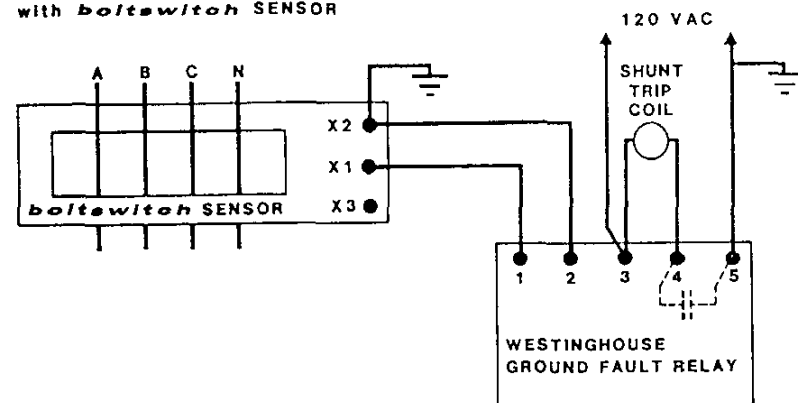 with boltswitch SENSOR
120 VAC
SHUNT
TRIP
COIL
A B C N
X2
X1
X3
boltswitch SENSOR
1 2 3 4 5
WESTINGHOUSE
GROUND FAULT RELAY